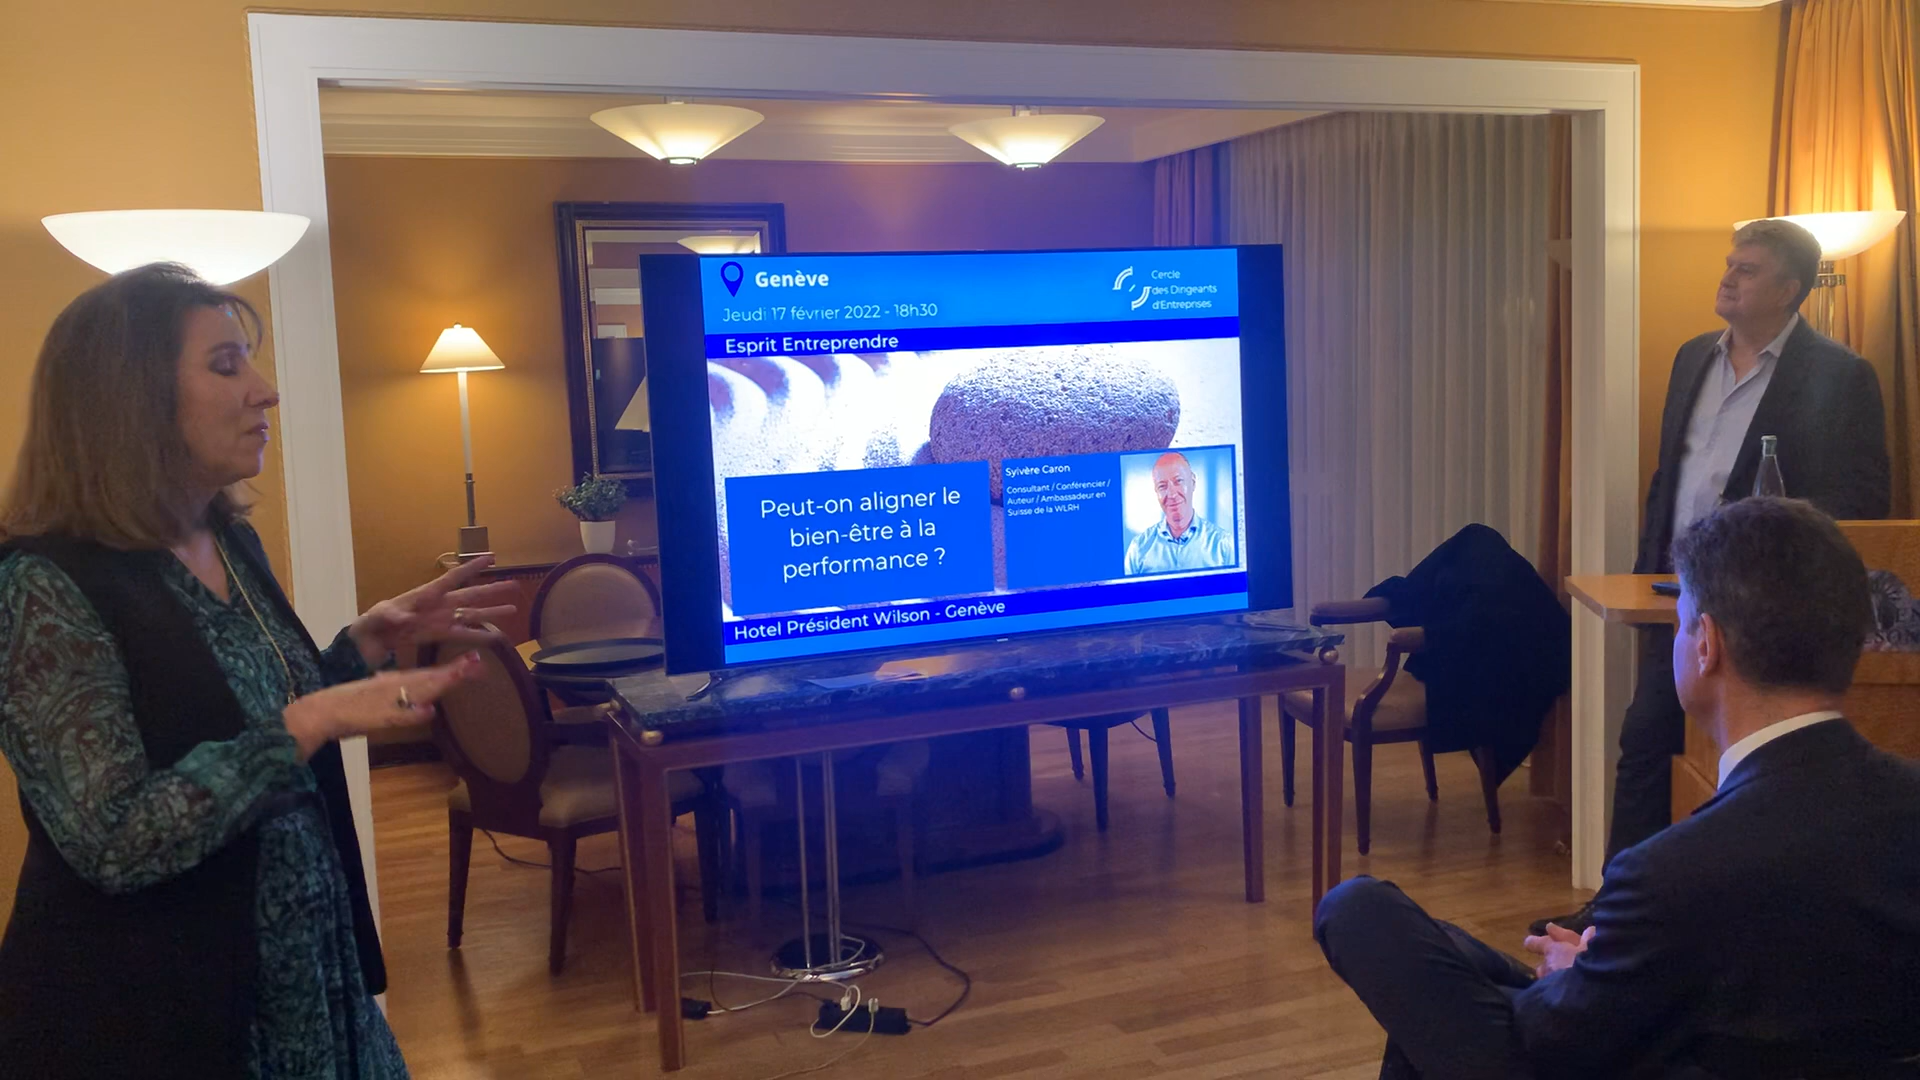 Genève
Jeudi 17 février 2022 - 18h30
Cercle
des Dirigeants
d'Entreprises
Esprit Entreprendre
Peut-on aligner le
bien-être à la
performance ?
Sylvère Caron
Consultant / Conférencier /
Auteur / Ambassadeur en
Suisse de la WLRH
Hotel Président Wilson - Genève